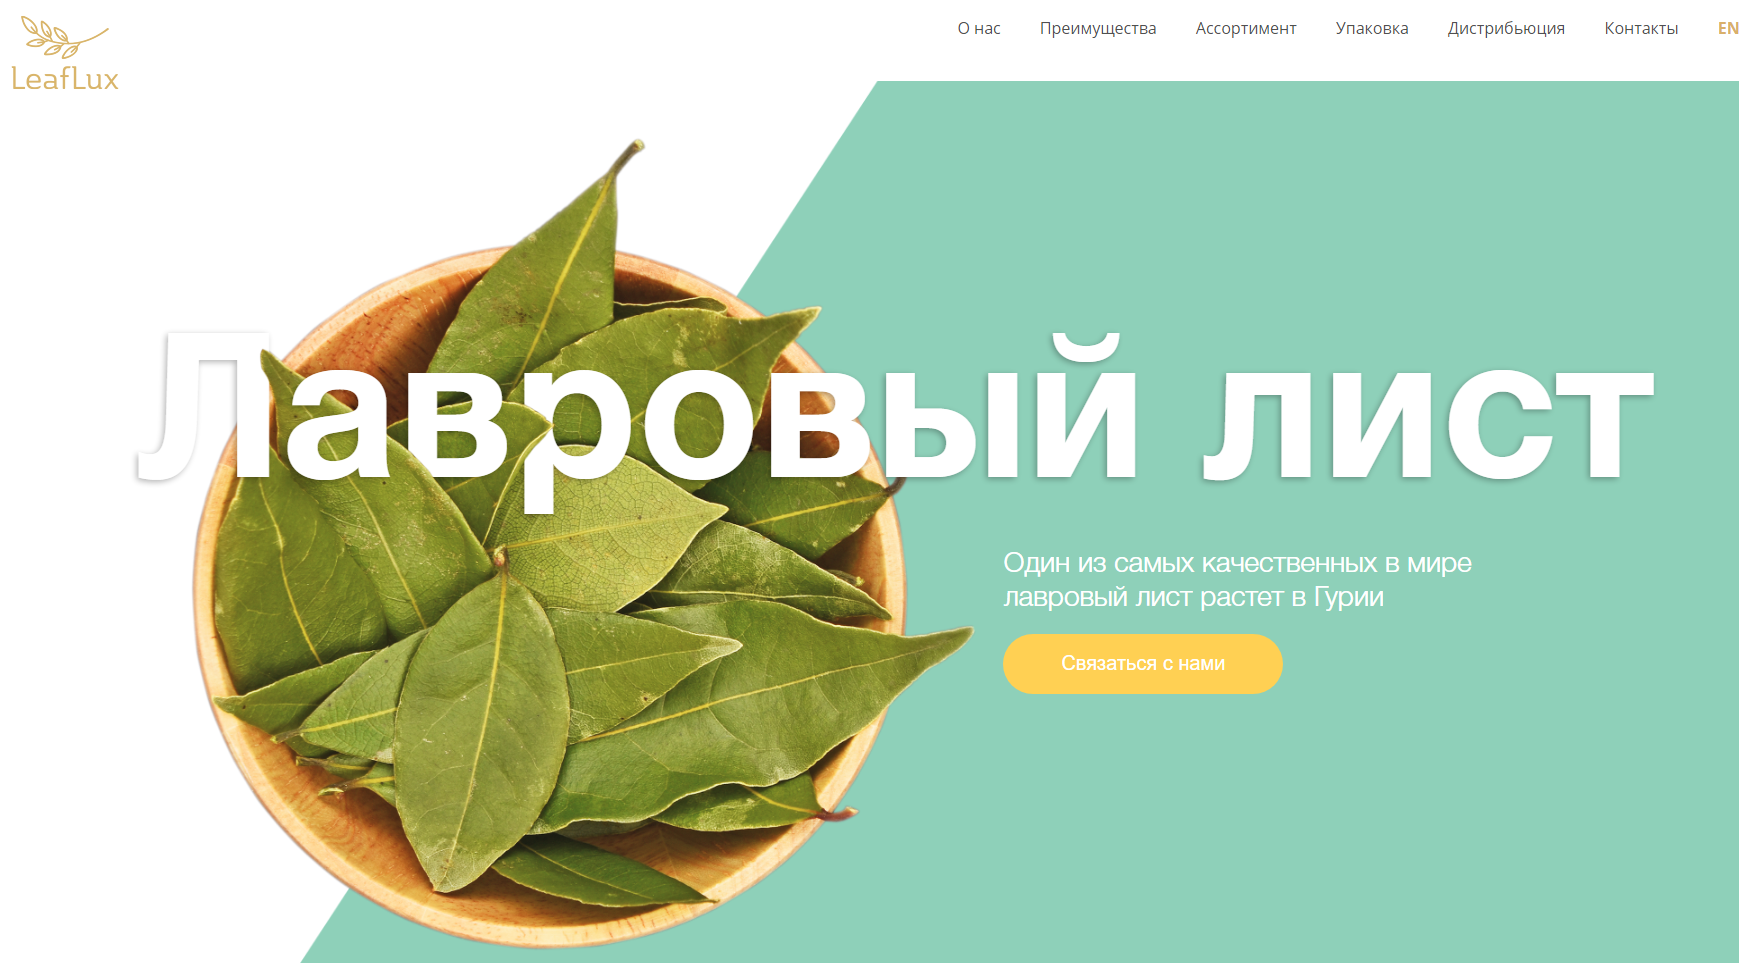 LeafLux
О нас Преимущества Ассортимент Упаковка Дистрибьюция Контакты EN
Лавровый лист
Один из самых качественных в мире
лавровый лист растет в Гурии
Связаться с нами